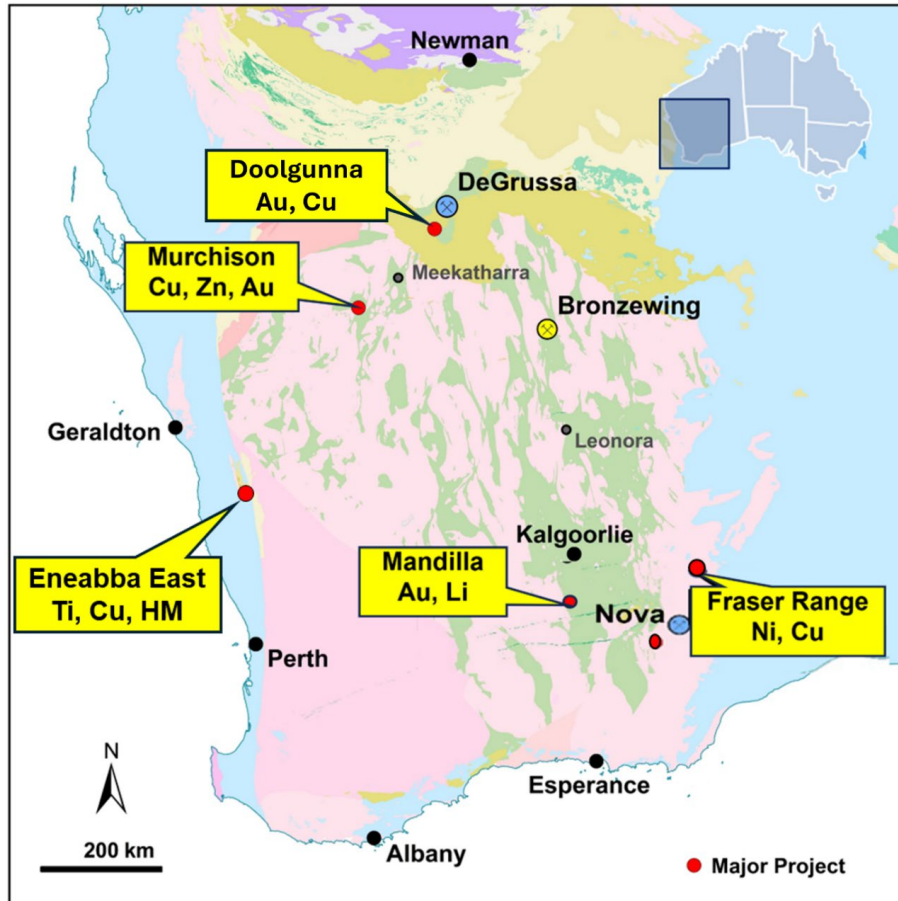 Newman
Doolgunna
Au, Cu
DeGrussa
Murchison
Cu, Zn, Au
Meekatharra
Bronzewing
Geraldton
Leonora
Kalgoorlie
Eneabba East
Ti, Cu, HM
Mandilla
Au, Li
Nova
Fraser Range
Ni, Cu
Perth
Esperance
N
200 km
Albany
Major Project